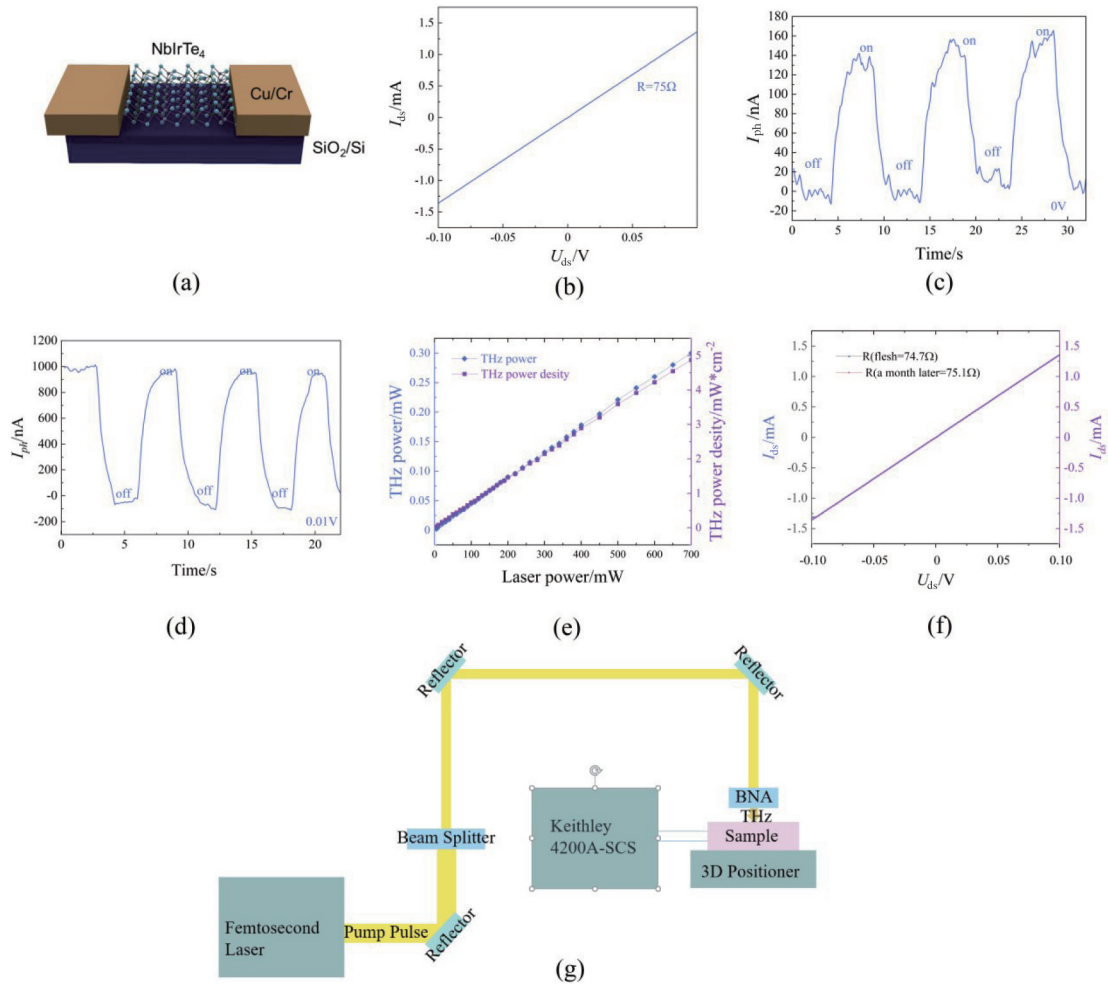 NbIrTe4
Cu/Cr
SiO2/Si
(a)
1.5
1.0
0.5
0
-0.5
-1.0
-1.5
Ids/mA
R=75Ω
-0.10
-0.05
0
0.05
Uds/V
(b)
180
160
140
120
100
80
60
40
20
0
-20
Iph/nA
on
on
on
off
off
off
0V
0
5
10
15
20
25
30
Time/s
(c)
1200
1000
800
600
400
200
-0
-200
Iph/nA
on
on
on
off
off
off
0.01V
0
5
10
15
20
Time/s
(d)
0.30
0.25
0.20
0.15
0.10
0.05
0
THz power/mW
THz power
THz power desity
5
4
3
2
1
0
THz power desity/mW*cm-2
0
100
200
300
400
500
600
700
Laser power/mW
(e)
1.5
1.0
0.5
0
-0.5
-1.0
-1.5
Ids/mA
R(flesh=74.7Ω)
R(a month later=75.1Ω)
1.5
1.0
0.5
0
-0.5
-1.0
-1.5
Ids/mA
-0.10
-0.05
0
0.05
0.10
Uds/V
(f)
Reflector
Reflector
BNA
THz
Sample
3D Positioner
Keithley
4200A-SCS
Beam Splitter
Femtosecond
Laser
Pump Pulse
Reflector
(g)